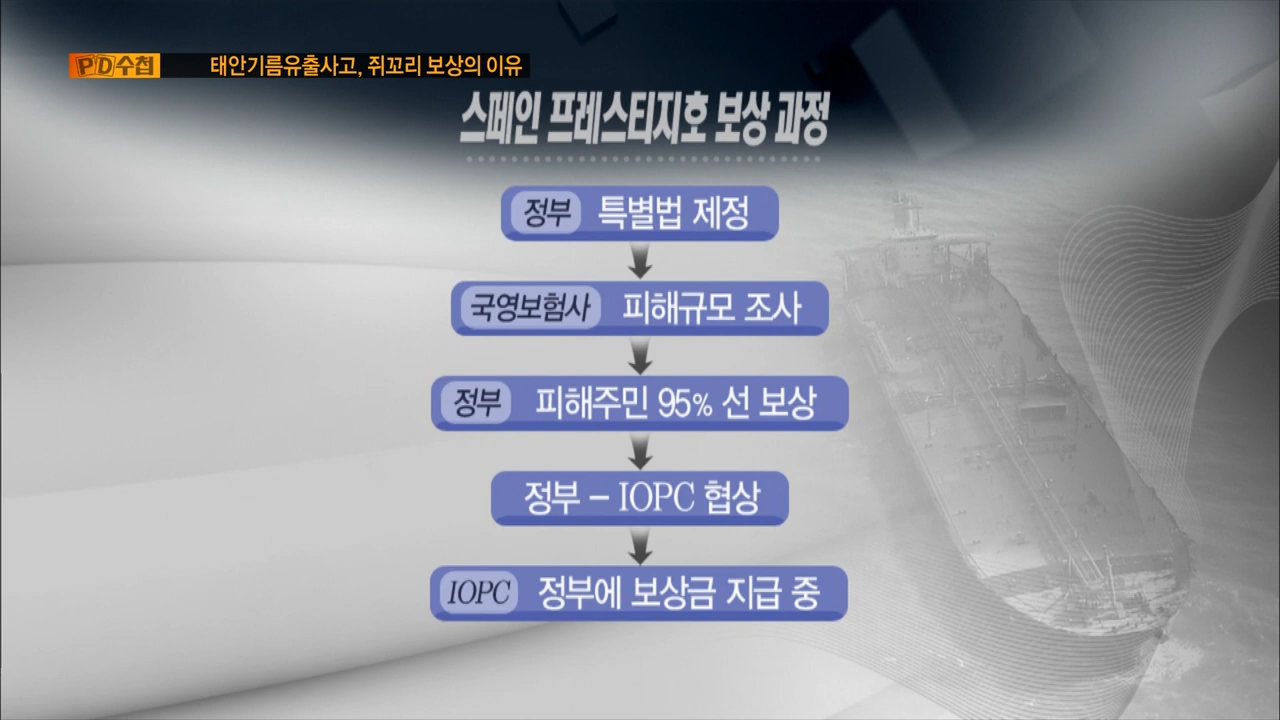 PD수첩 태안기름유출사고, 쥐꼬리 보상의 이유
스페인 프레스티지호 보상 과정
정부 특별법 제정
국영보험사 피해규모 조사
정부 피해주민 95% 선 보상
정부 – IOPC 협상
IOPC 정부에 보상금 지급 중